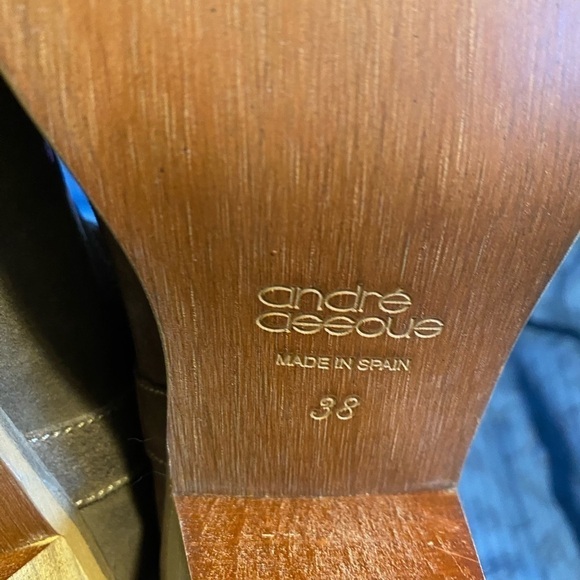 andré
assous
MADE IN SPAIN
38